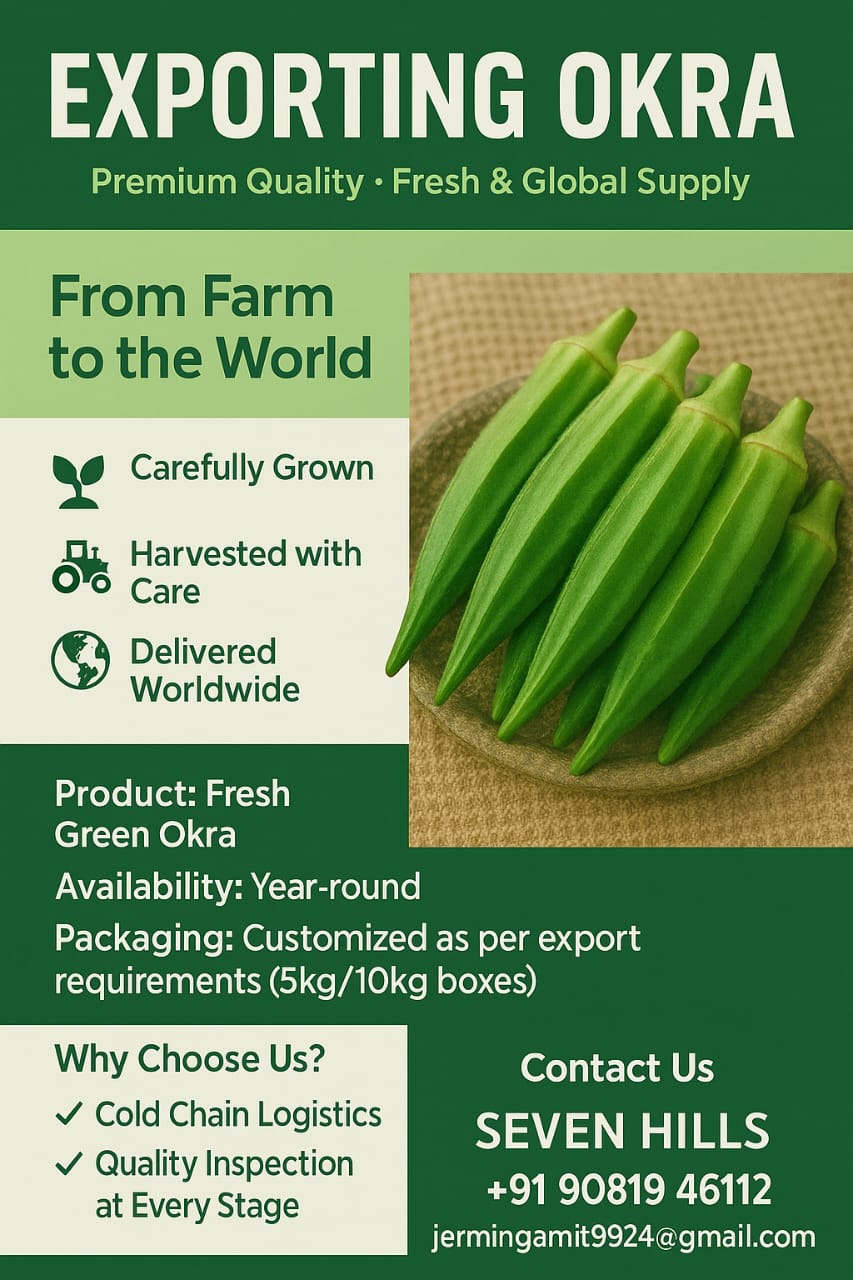 EXPORTING OKRA
Premium Quality • Fresh & Global Supply
From Farm
to the World
Carefully Grown
Harvested with
Care
Delivered
Worldwide
Product: Fresh
Green Okra
Availability: Year-round
Packaging: Customized as per export
requirements (5kg/10kg boxes)
Why Choose Us?
✓ Cold Chain Logistics
✓ Quality Inspection
at Every Stage
Contact Us
SEVEN HILLS
+91 90819 46112
jermingamit9924@gmail.com